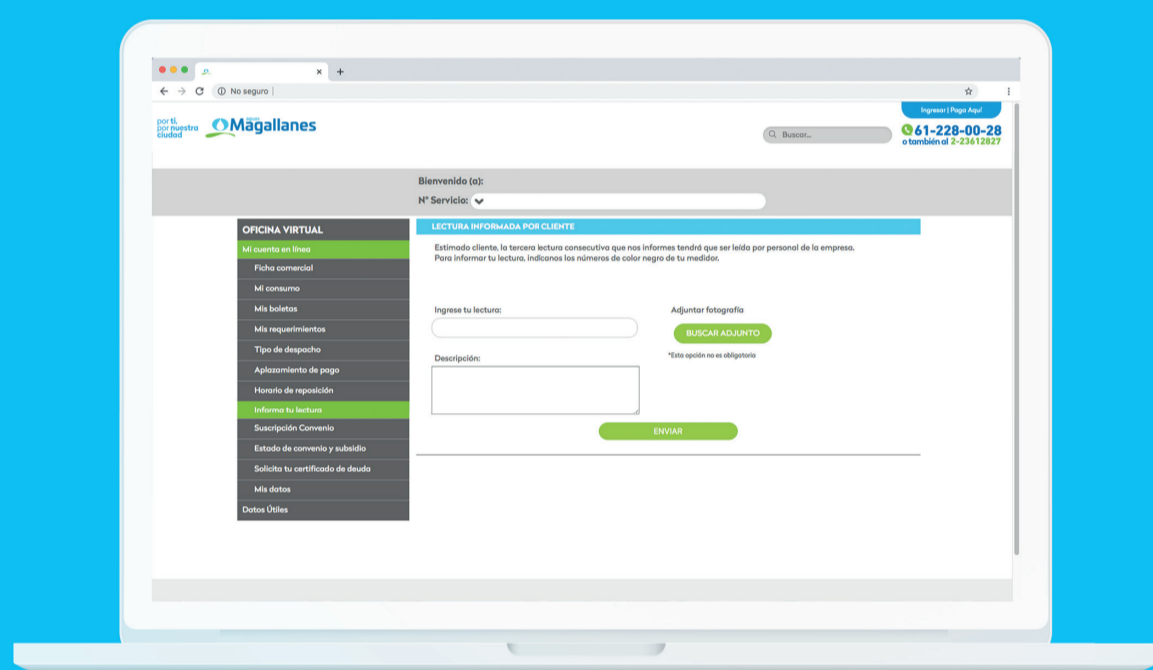 No seguro
Ingresar | Paga Aquí
por ti,
por nuestra
ciudad
aguas
Magallanes
Buscar...
61-228-00-28
o también al 2-23612827
Bienvenido (a):
N° Servicio:
OFICINA VIRTUAL
Mi cuenta en línea
Ficha comercial
Mi consumo
Mis boletas
Mis requerimientos
Tipo de despacho
Aplazamiento de pago
Horario de reposición
Informa tu lectura
Suscripción Convenio
Estado de convenio y subsidio
Solicita tu certificado de deuda
Mis datos
Datos Útiles
LECTURA INFORMADA POR CLIENTE
Estimado cliente, la tercera lectura consecutiva que nos informes tendrá que ser leída por personal de la empresa.
Para informar tu lectura, indícanos los números de color negro de tu medidor.
Ingrese tu lectura:
Adjuntar fotografía
BUSCAR ADJUNTO
*Esta opción no es obligatoria
Descripción:
ENVIAR